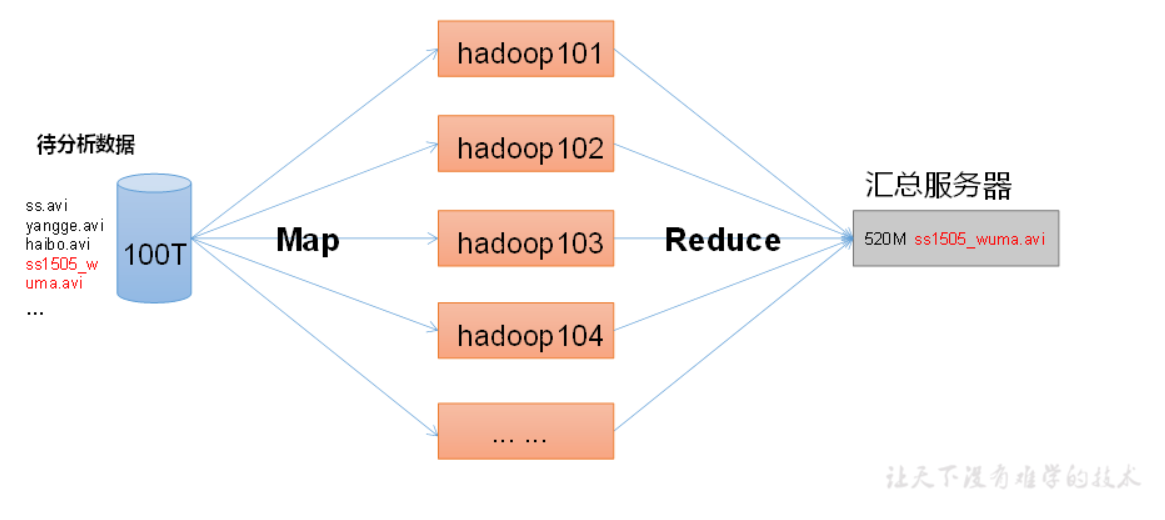 待分析数据
ss.avi
yangge.avi
haibo.avi
ss1505_w
uma.avi
...
100T
Map
hadoop101
hadoop102
hadoop103
hadoop104
... ...
Reduce
汇总服务器
520M ss1505_wuma.avi
让天下没有难学的技术